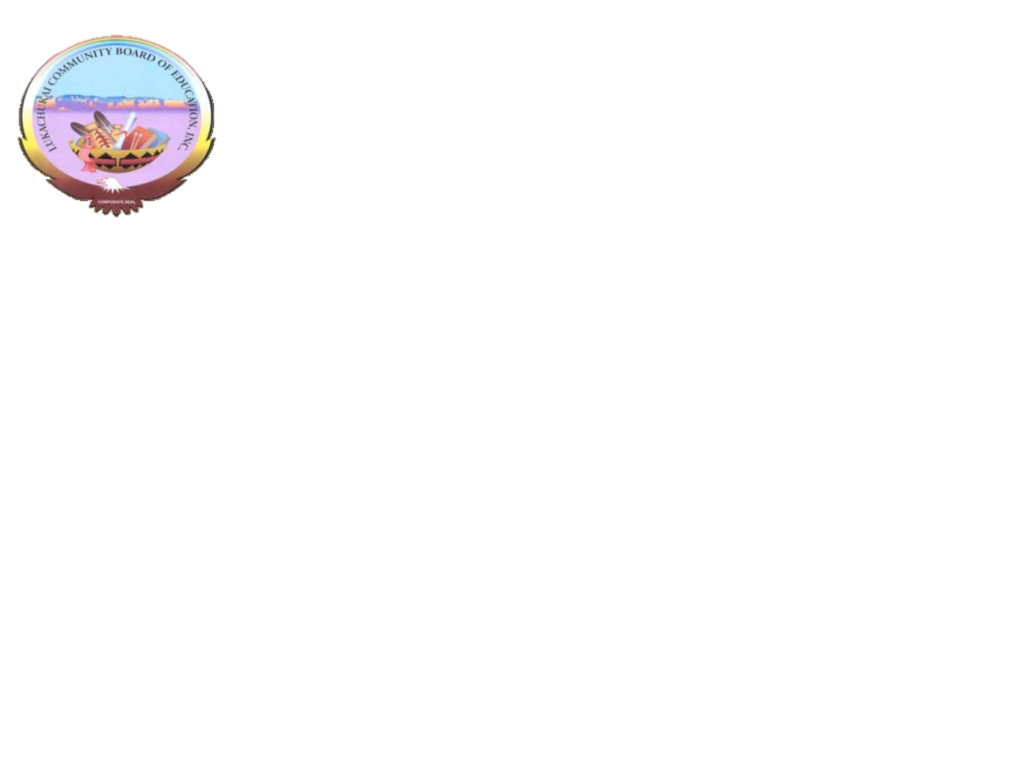 LUKACHUKAI COMMUNITY BOARD OF EDUCATION, INC.
CORPORATE SEAL